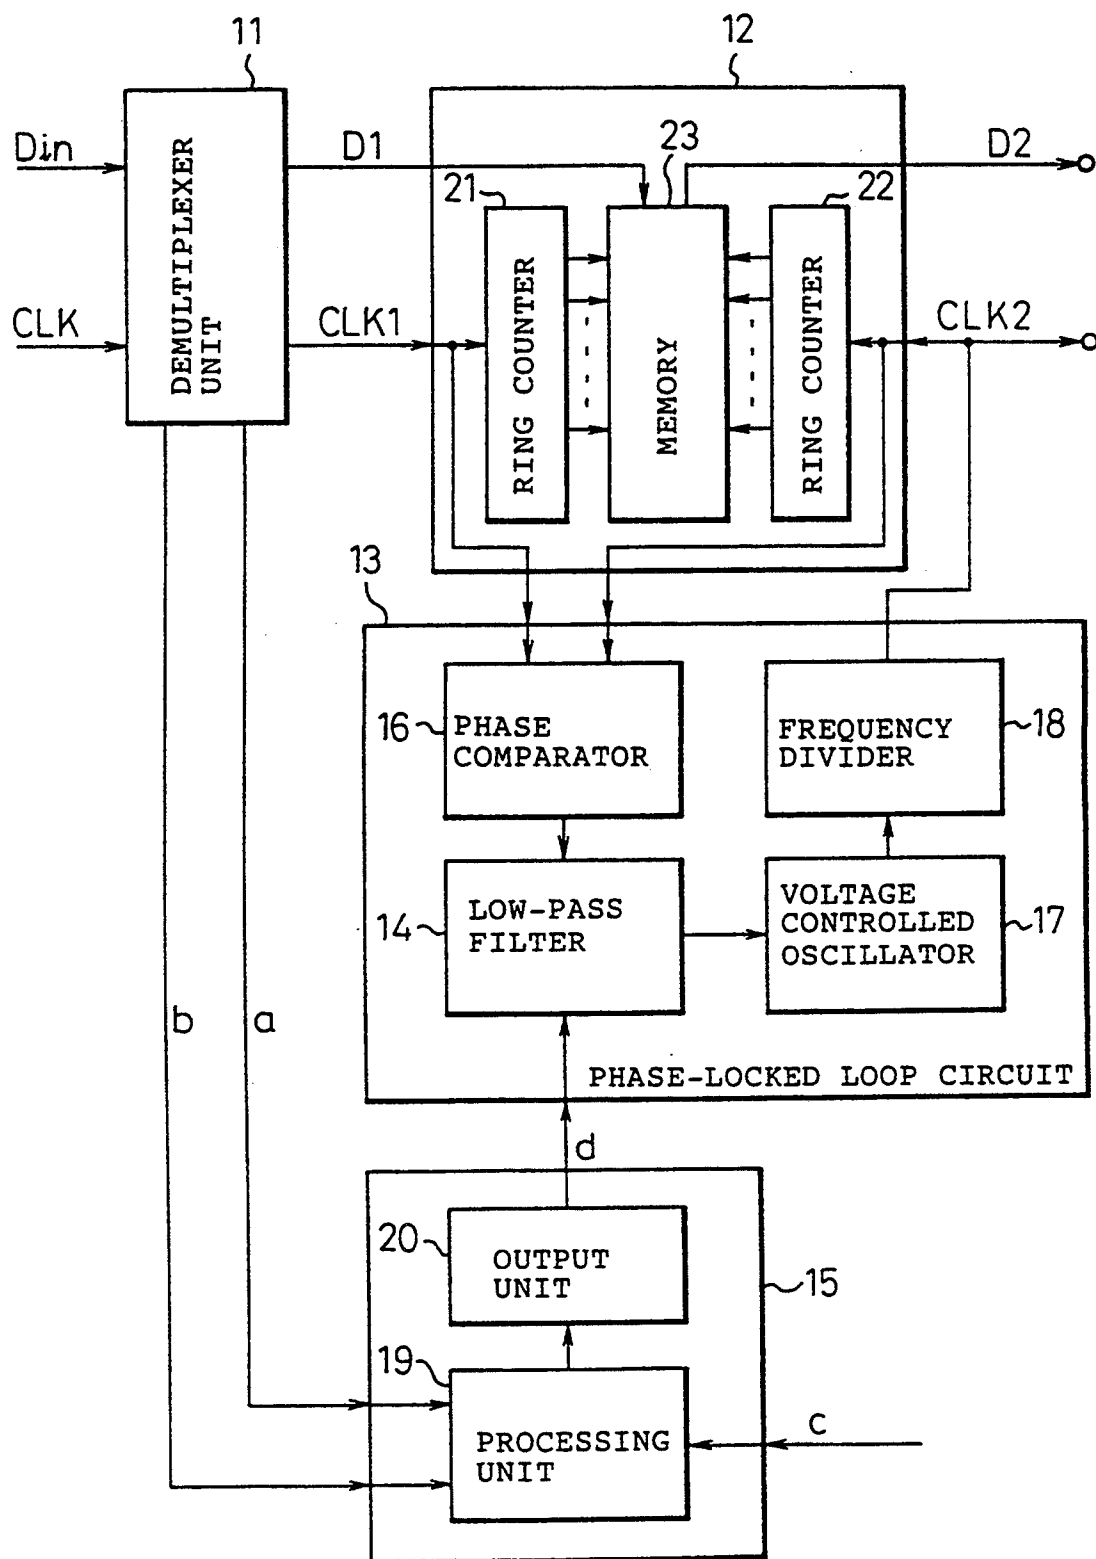 11
12
Din
D1
23
D2
21
22
DEMULTIPLEXER
UNIT
RING COUNTER
MEMORY
RING COUNTER
CLK
CLK1
CLK2
13
16
PHASE
COMPARATOR
FREQUENCY
DIVIDER
18
14
LOW-PASS
FILTER
VOLTAGE
CONTROLLED
OSCILLATOR
17
b
a
PHASE-LOCKED LOOP CIRCUIT
d
20
OUTPUT
UNIT
15
19
PROCESSING
UNIT
c